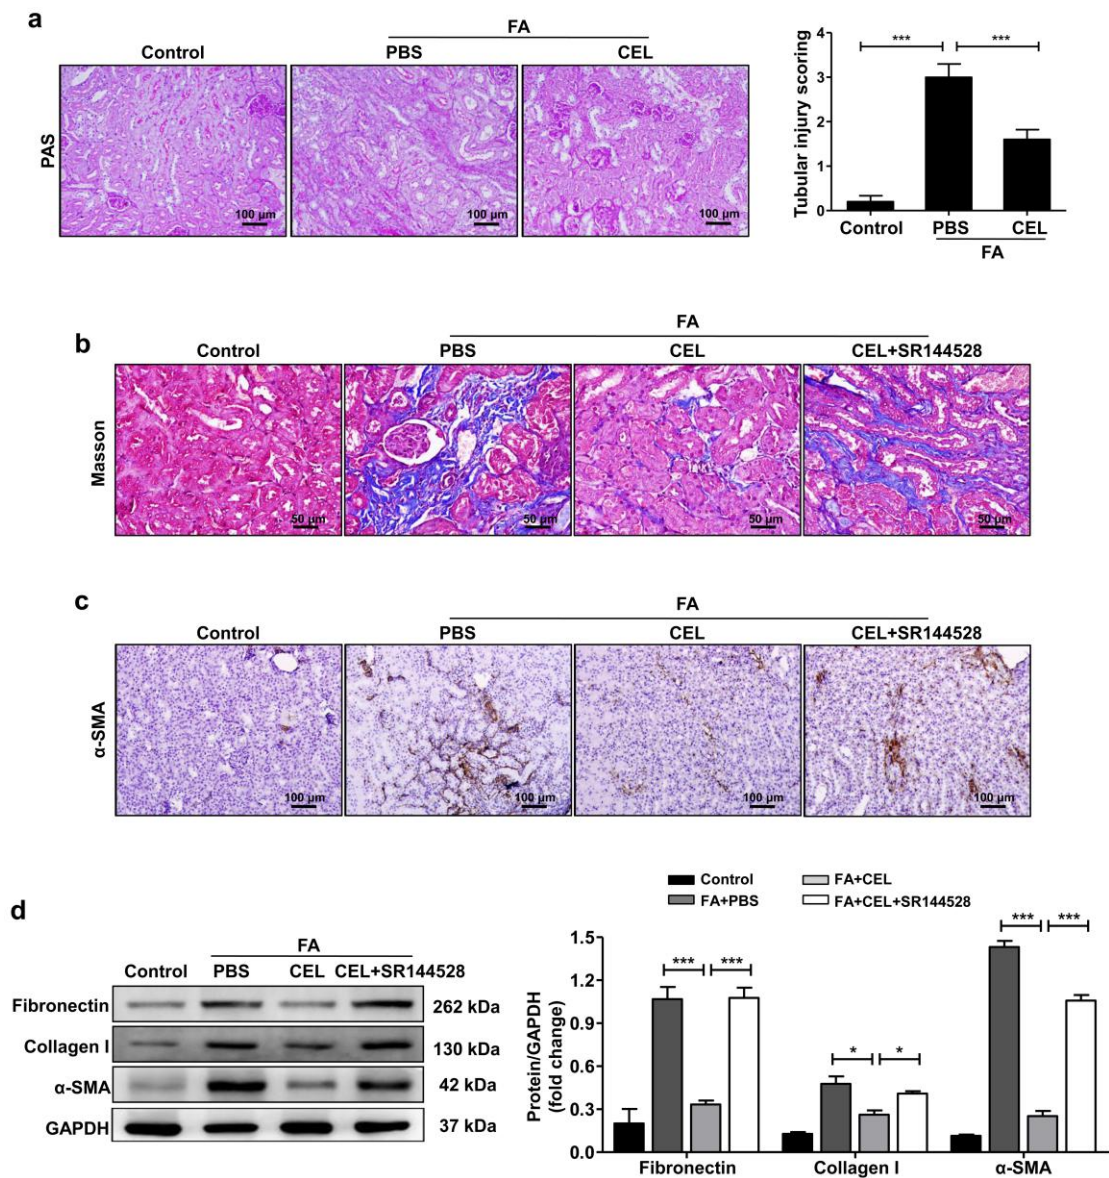 a
FA
Control PBS CEL
PAS
100 µm 100 µm 100 µm
Tubular injury scoring
4
3
2
1
0
*** ***
Control PBS CEL
FA
b
FA
Control PBS CEL CEL+SR144528
Masson
50 µm 50 µm 50 µm 50 µm
c
FA
Control PBS CEL CEL+SR144528
α-SMA
100 µm 100 µm 100 µm 100 µm
d
FA
Control PBS CEL CEL+SR144528
Fibronectin 262 kDa
Collagen I 130 kDa
α-SMA 42 kDa
GAPDH 37 kDa
Control FA+CEL
FA+PBS FA+CEL+SR144528
Protein/GAPDH
(fold change)
1.5
1.2
0.9
0.6
0.3
0.0
*** *** * * *** ***
Fibronectin Collagen I α-SMA